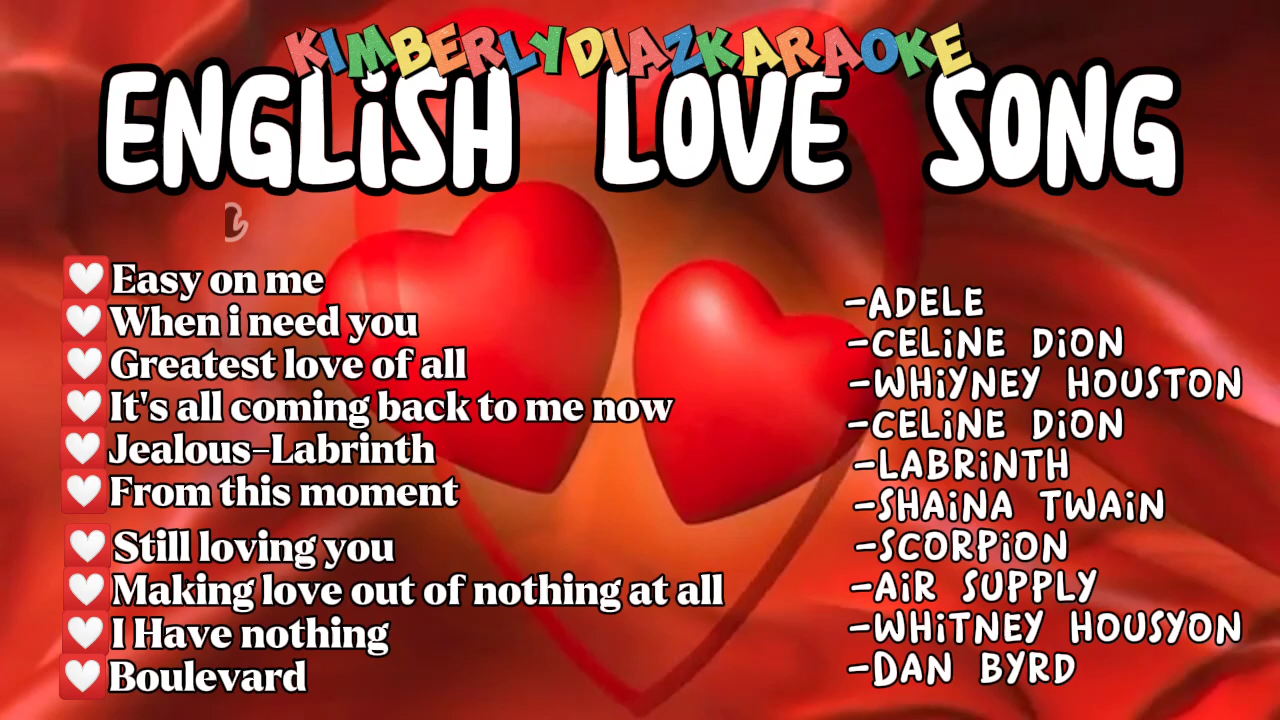 KIMBERLYDIAZKARAOKE
ENGLiSH LOVE SONG
Easy on me
When i need you
Greatest love of all
It's all coming back to me now
Jealous-Labrinth
From this moment
Still loving you
Making love out of nothing at all
I Have nothing
Boulevard
-ADELE
-CELiNE DiON
-WHiYNEY HOUSTON
-CELiNE DiON
-LABRiNTH
-SHAiNA TWAiN
-SCORPiON
-AiR SUPPLY
-WHiTNEY HOUSYON
-DAN BYRD